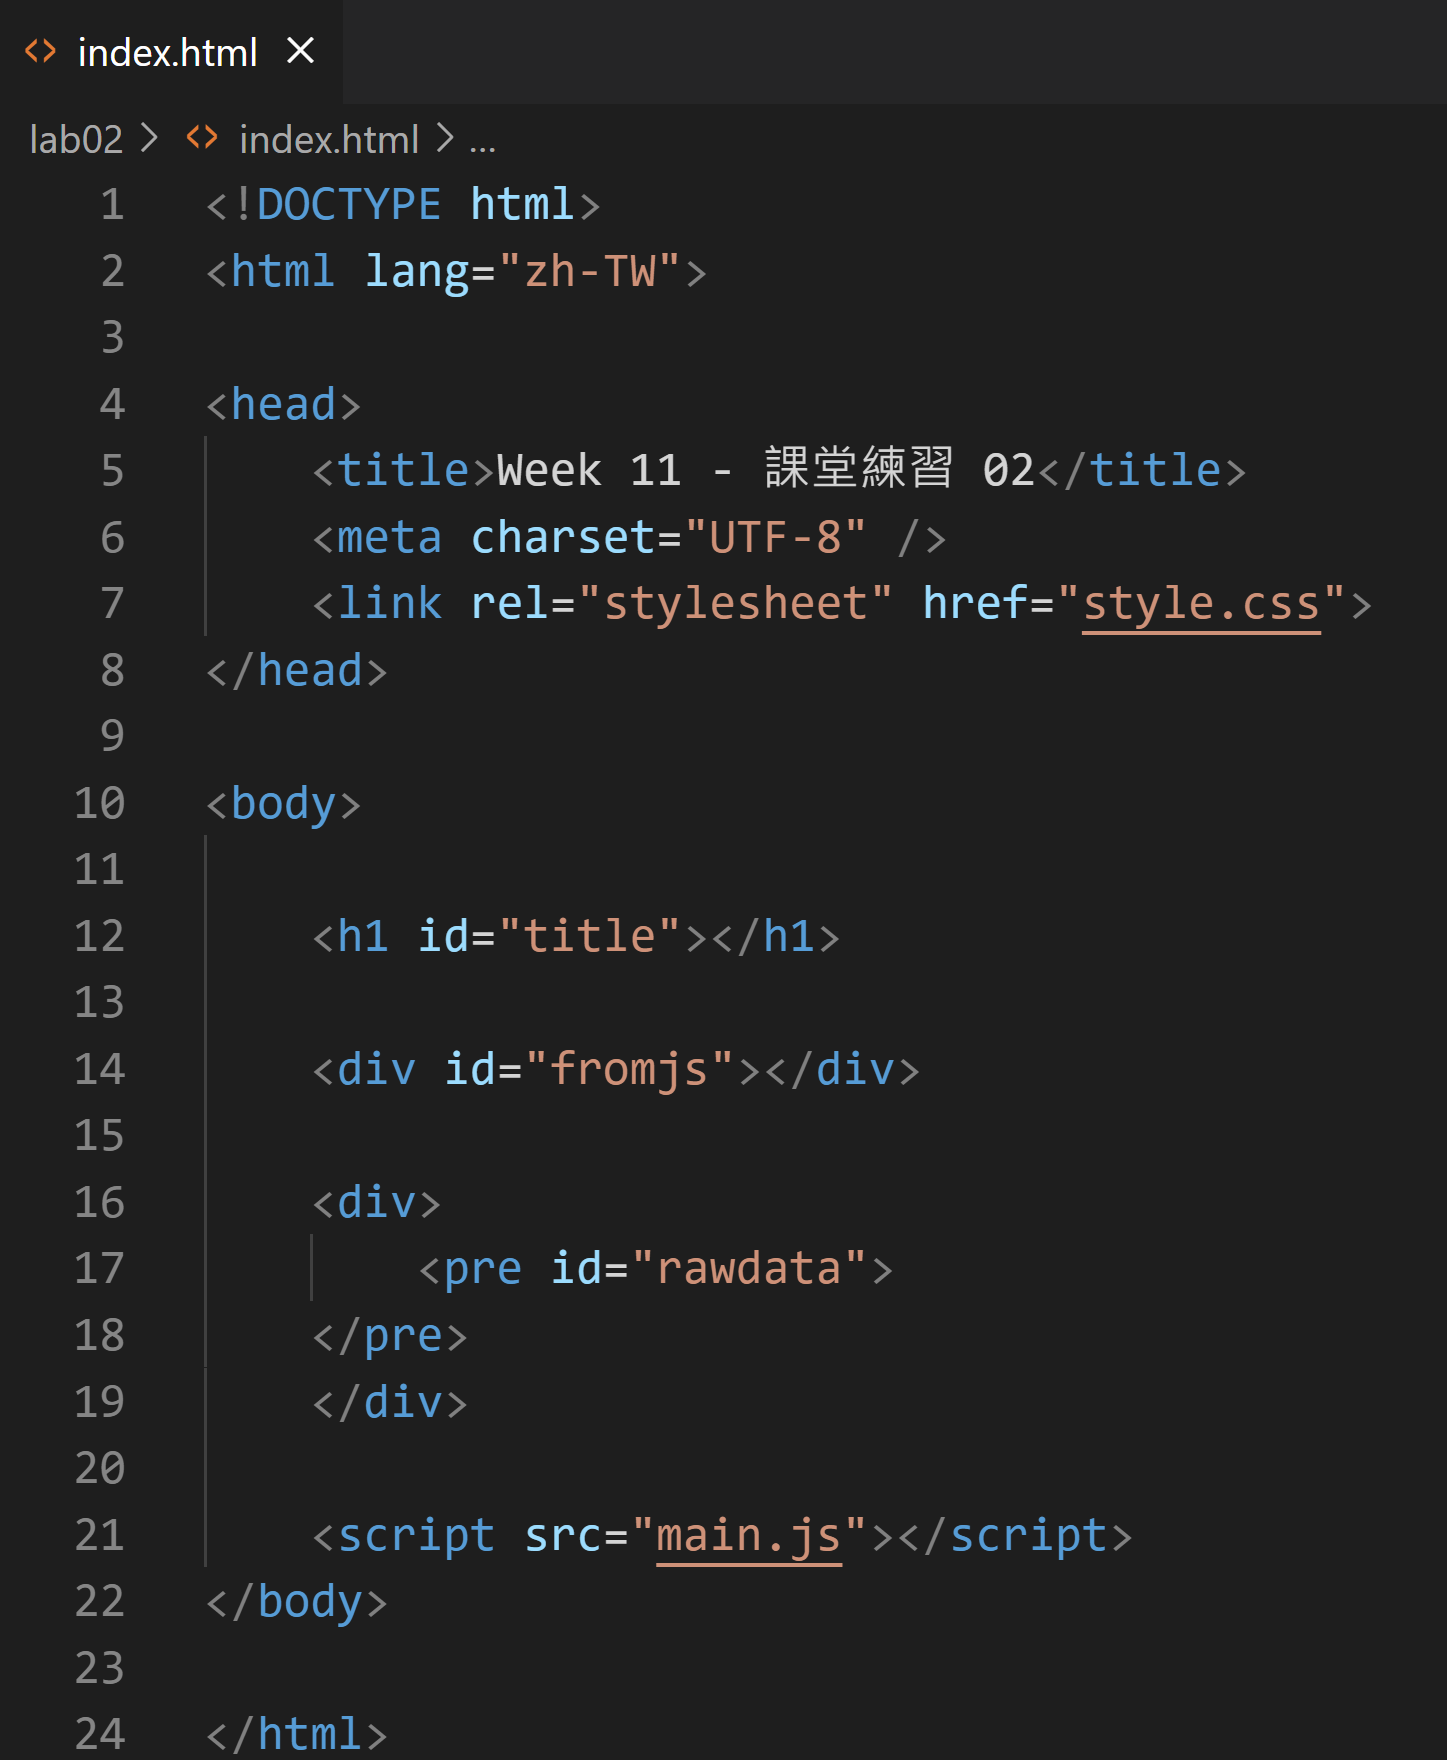 index.html
lab02 > index.html > ...
1 <!DOCTYPE html>
2 <html lang="zh-TW">
3
4 <head>
5     <title>Week 11 - 課堂練習 02</title>
6     <meta charset="UTF-8" />
7     <link rel="stylesheet" href="style.css">
8 </head>
9
10 <body>
11
12     <h1 id="title"></h1>
13
14     <div id="fromjs"></div>
15
16     <div>
17         <pre id="rawdata">
18     </pre>
19     </div>
20
21     <script src="main.js"></script>
22 </body>
23
24 </html>